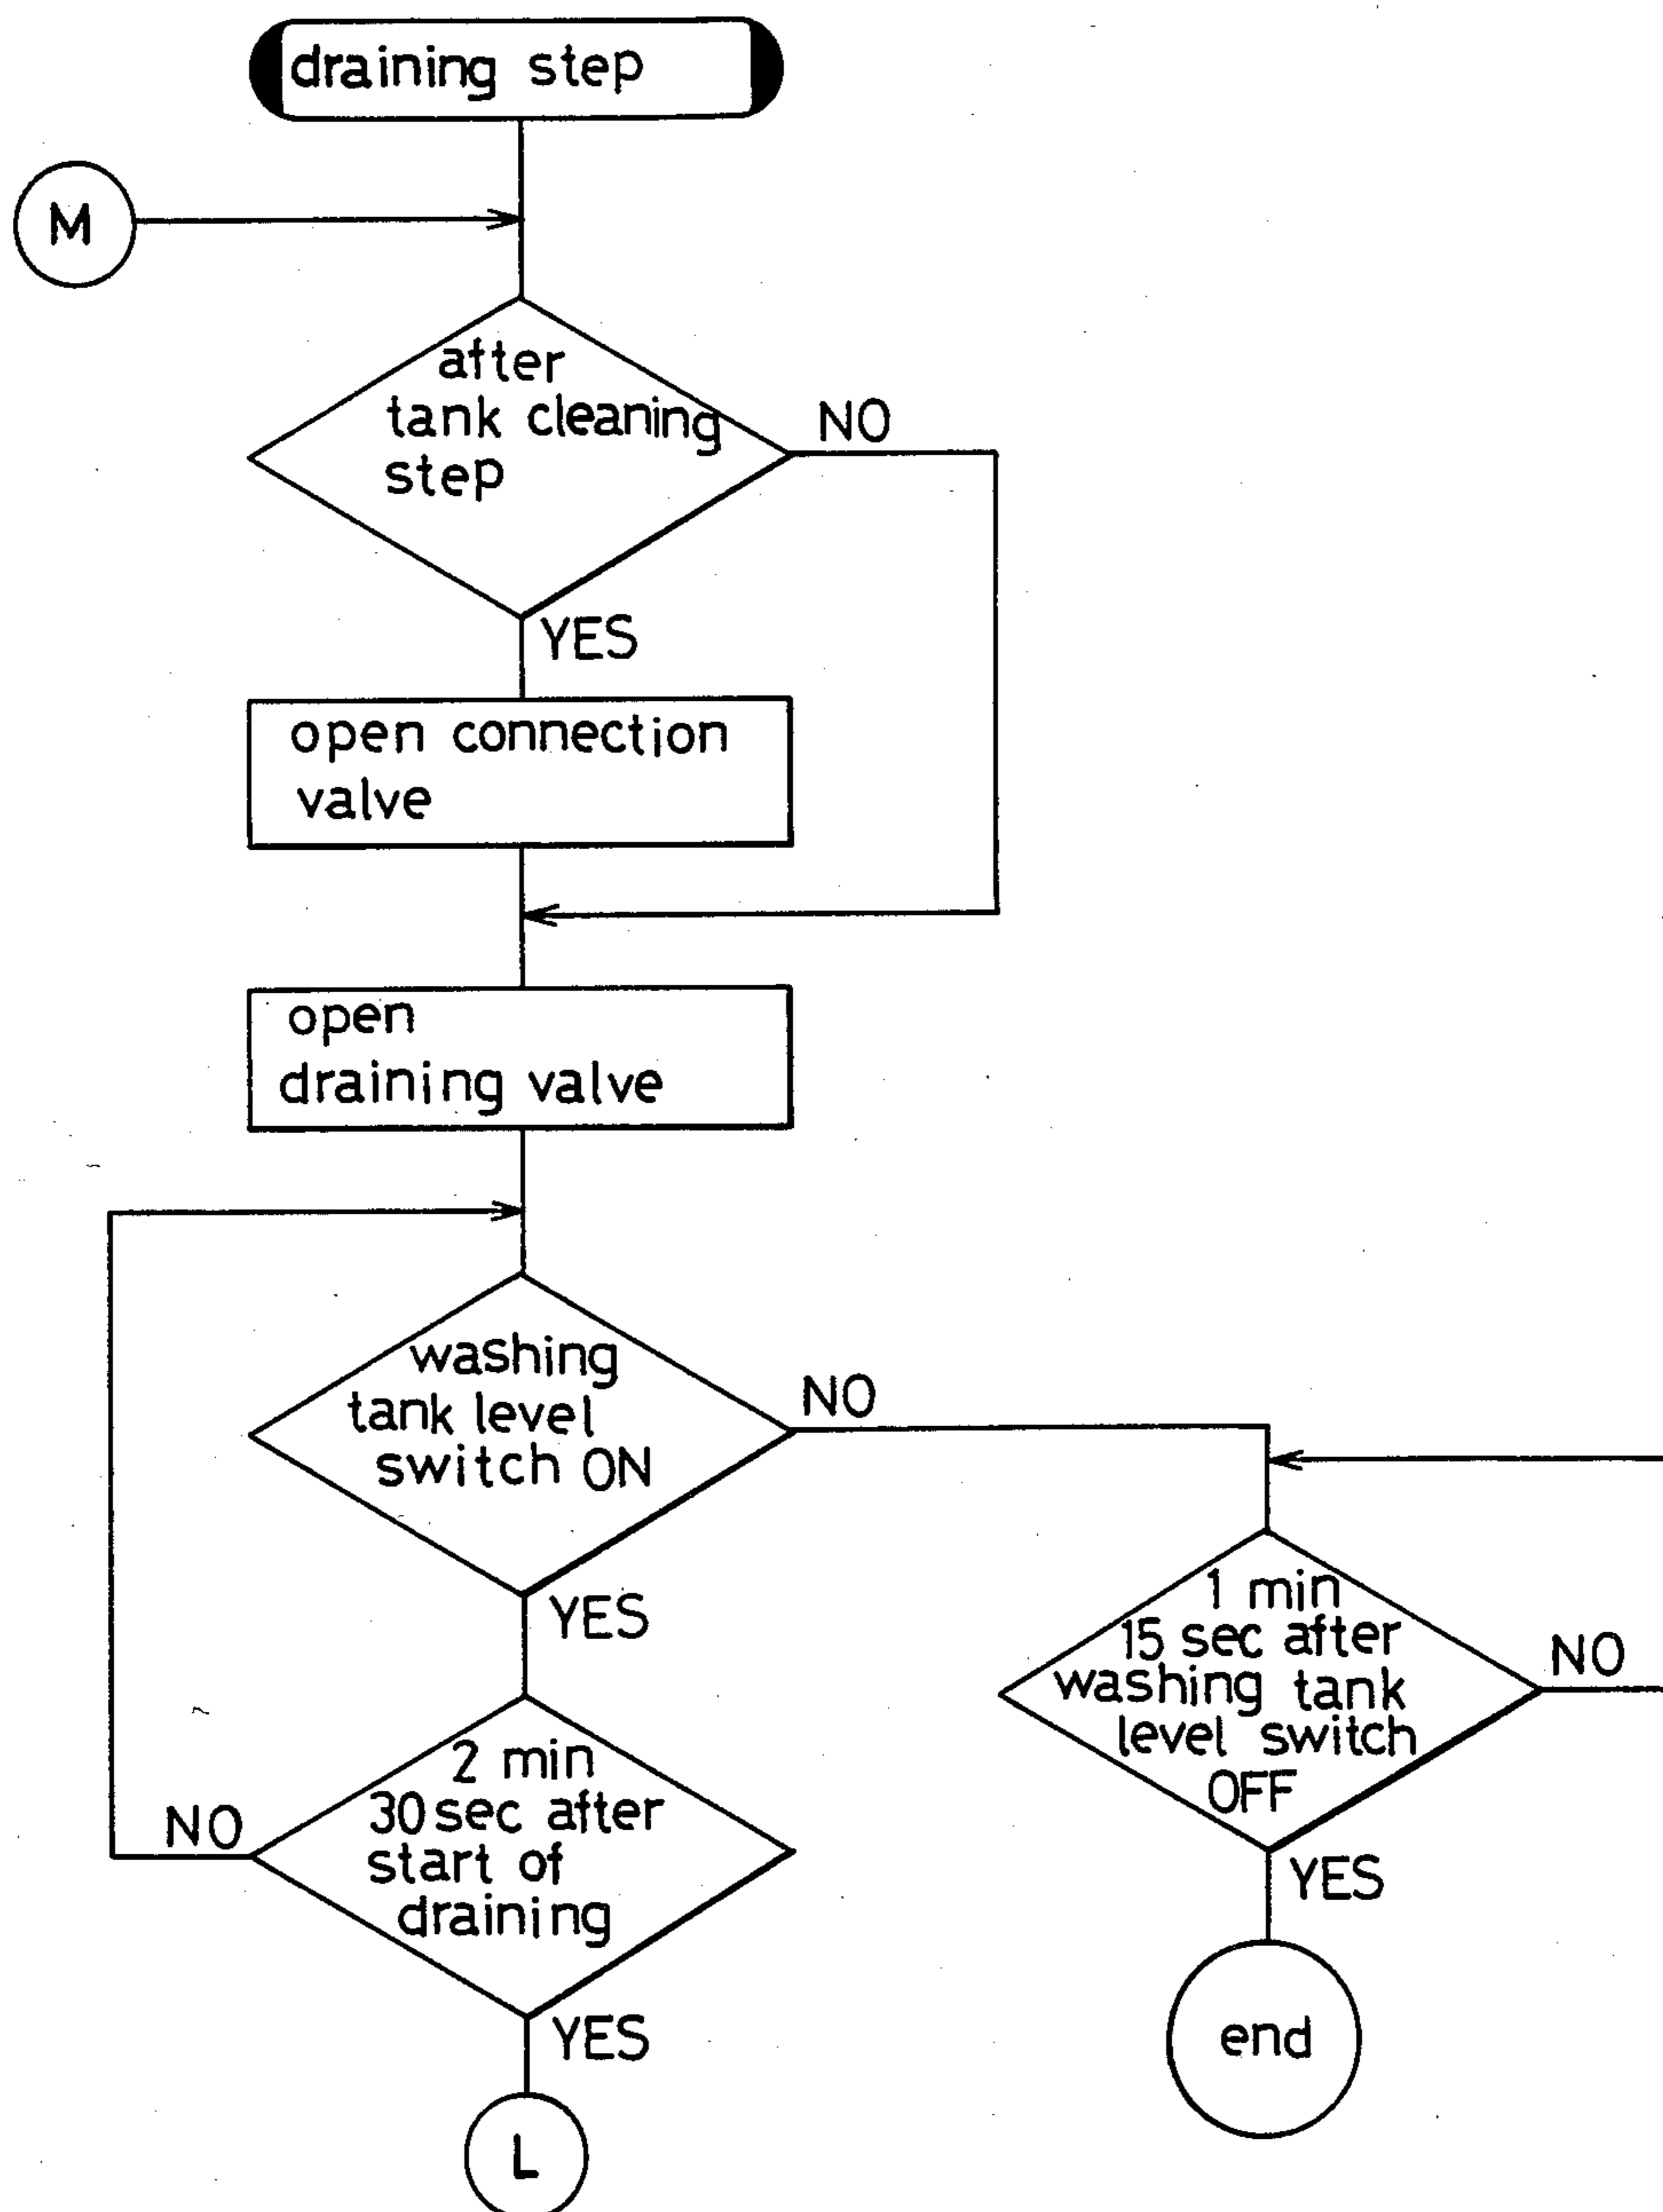 draining step
M
after
tank cleaning
step
NO
YES
open connection
valve
open
draining valve
washing
tank level
switch ON
NO
YES
1 min
15 sec after
washing tank
level switch
OFF
NO
YES
end
2 min
30 sec after
start of
draining
NO
YES
L